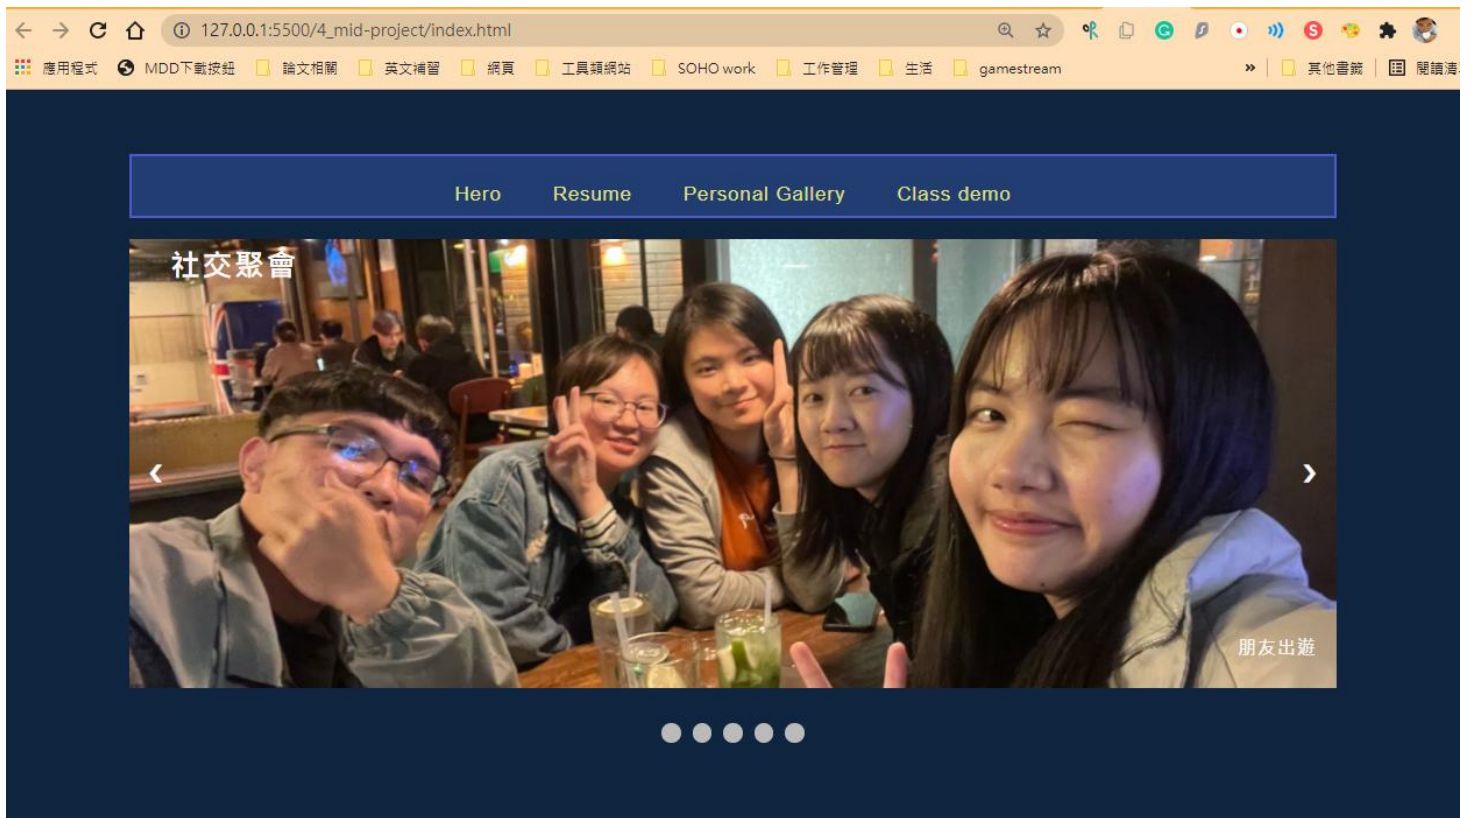 127.0.0.1:5500/4_mid-project/index.html
應用程式 MDD下載按鈕 論文相關 英文補習 網頁 工具類網站 SOHO work 工作管理 生活 gamestream » 其他書籤
Hero Resume Personal Gallery Class demo
社交聚會
朋友出遊